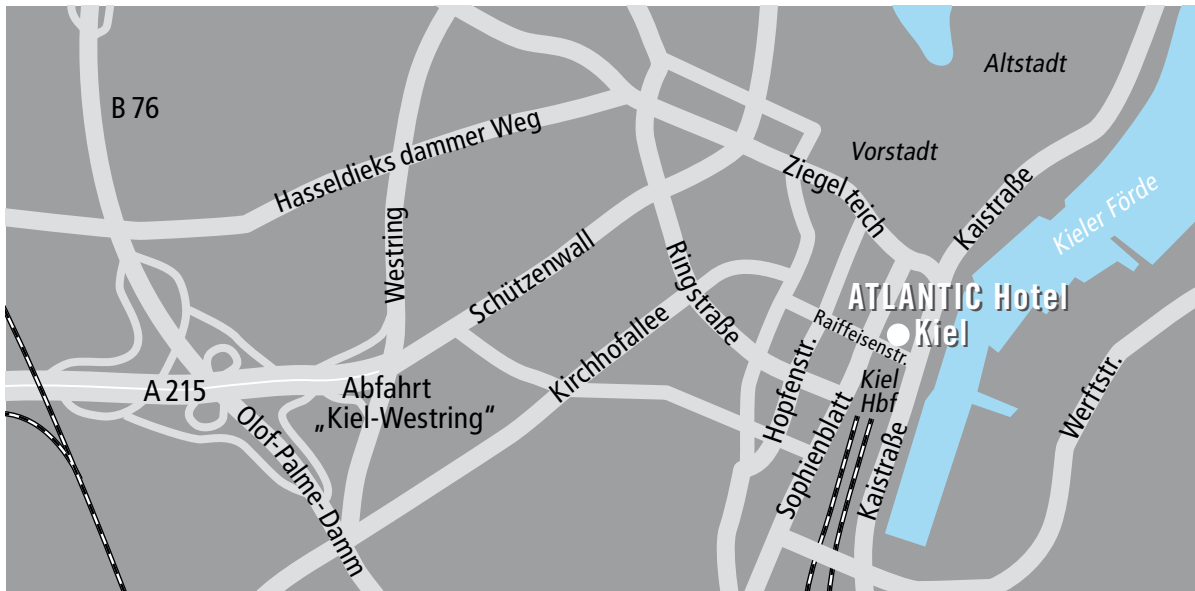 Altstadt
B 76
Hasseldieks dammer Weg
Vorstadt
Ziegel teich
Kaistraße
Kieler Förde
Westring
Schützenwall
Ringstraße
ATLANTIC Hotel
Kiel
Raiffeisenstr.
Kirchhofallee
Hopfenstr.
Kiel
Hbf
Werftstr.
A 215
Abfahrt
„Kiel-Westring“
Olof-Palme-Damm
Sophienblatt
Kaistraße